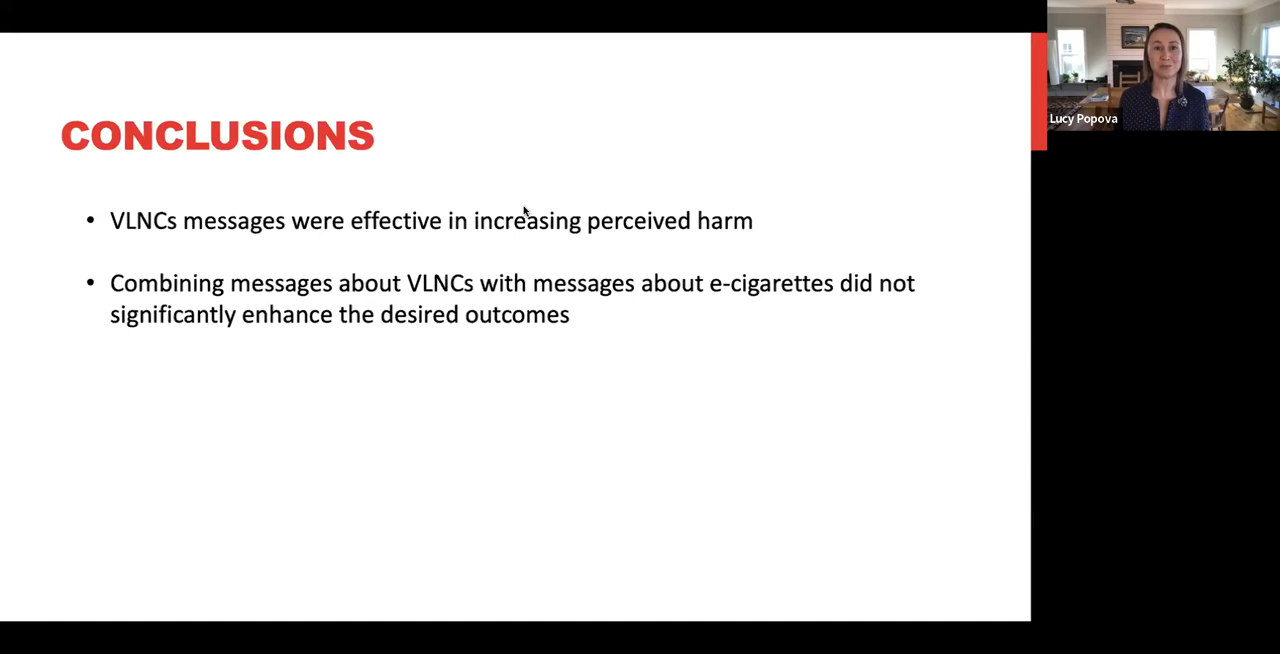 CONCLUSIONS
• VLNCs messages were effective in increasing perceived harm
• Combining messages about VLNCs with messages about e-cigarettes did not
significantly enhance the desired outcomes
Lucy Popova